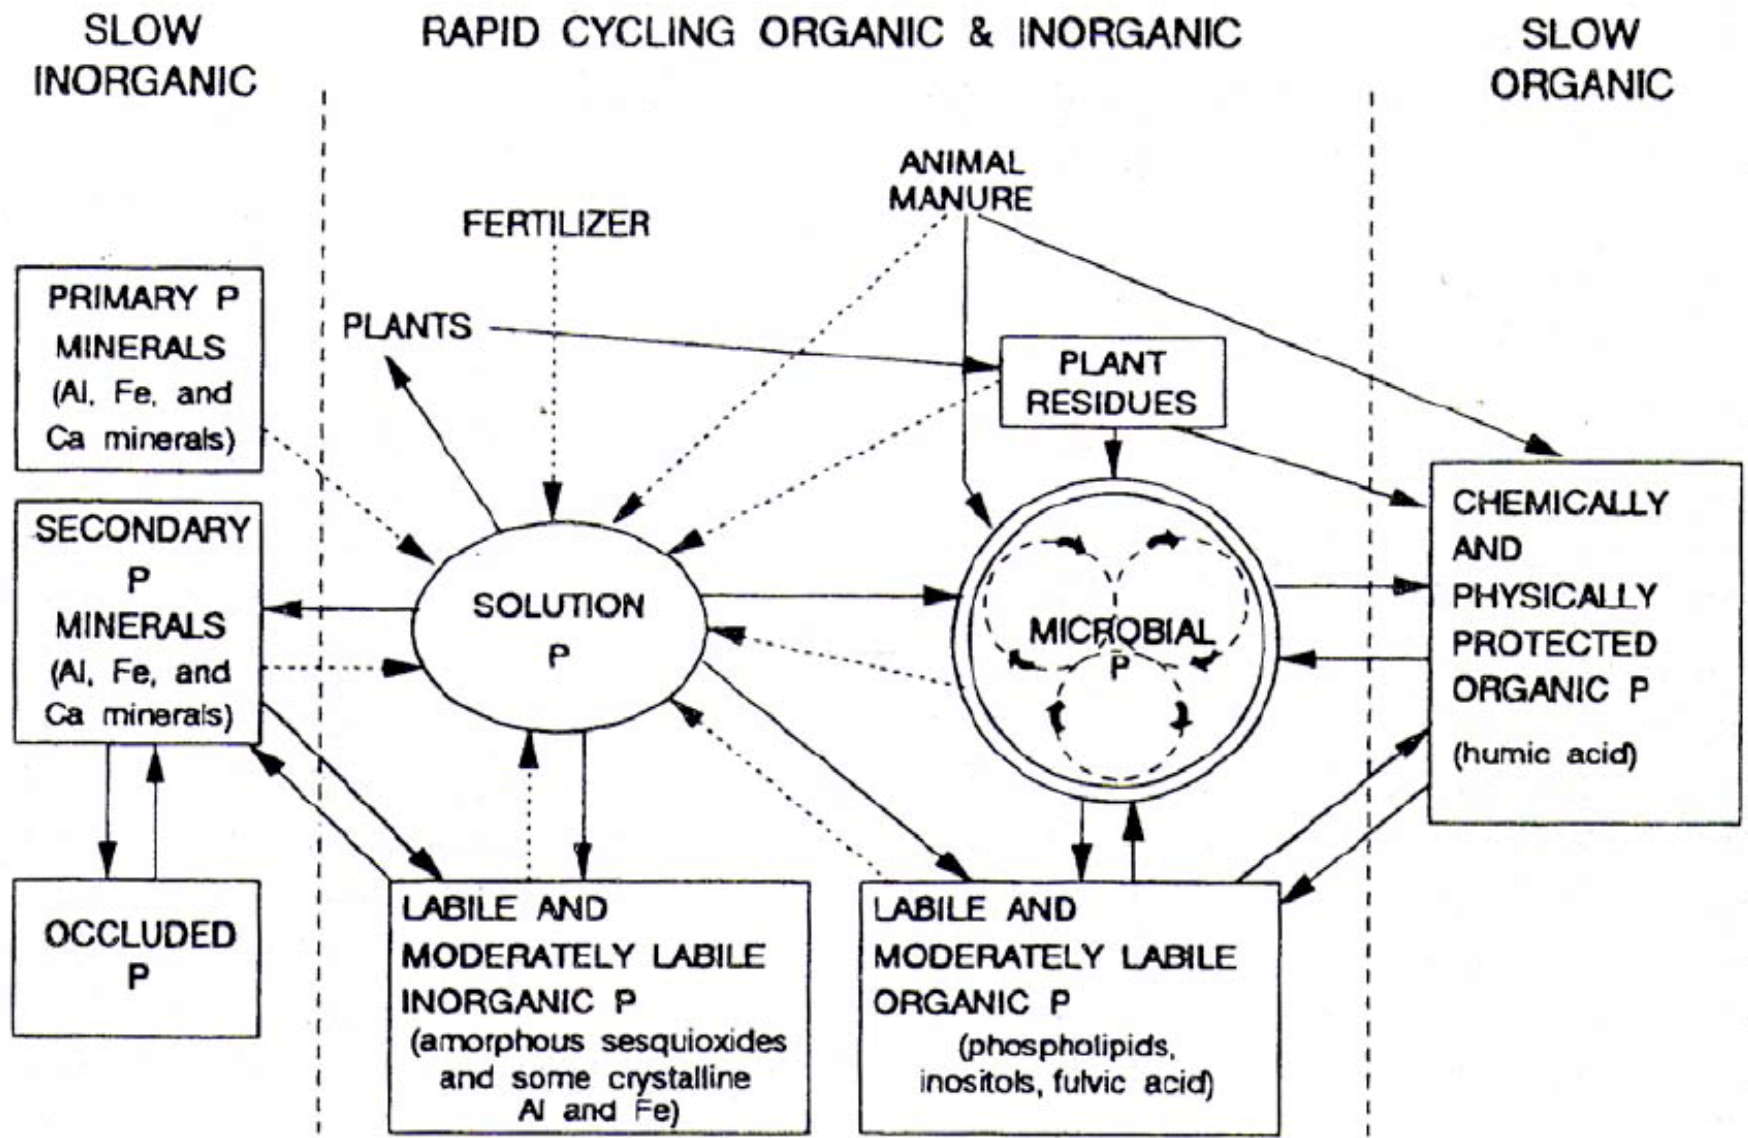 SLOW
INORGANIC
RAPID CYCLING ORGANIC & INORGANIC
SLOW
ORGANIC
ANIMAL
MANURE
FERTILIZER
PRIMARY P
MINERALS
(Al, Fe, and
Ca minerals)
PLANTS
PLANT
RESIDUES
SECONDARY
P
MINERALS
(Al, Fe, and
Ca minerals)
SOLUTION
P
MICROBIAL
P
CHEMICALLY
AND
PHYSICALLY
PROTECTED
ORGANIC P
(humic acid)
OCCLUDED
P
LABILE AND
MODERATELY LABILE
INORGANIC P
(amorphous sesquioxides
and some crystalline
Al and Fe)
LABILE AND
MODERATELY LABILE
ORGANIC P
(phospholipids,
inositols, fulvic acid)